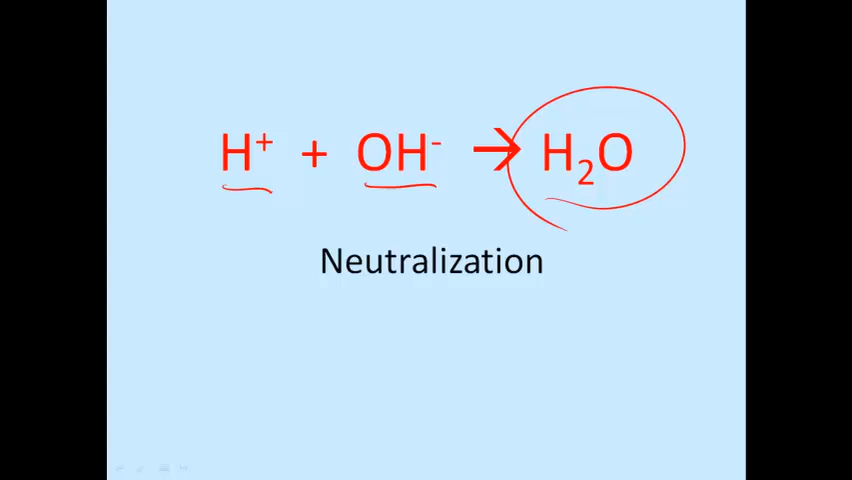 H⁺ + OH⁻ → H₂O
Neutralization